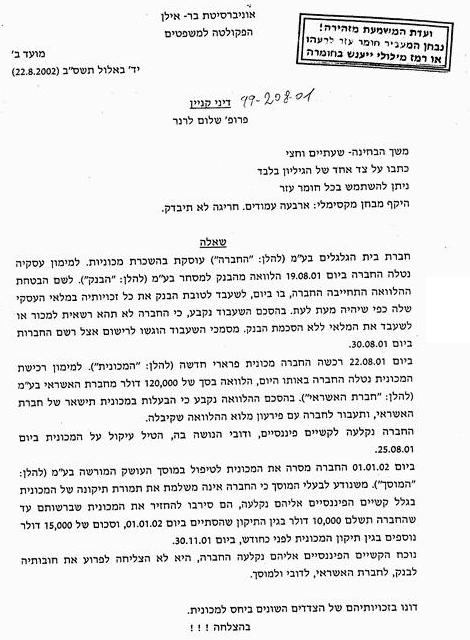 אוניברסיטת בר- אילן
הפקולטה למשפטים
ועדת המשמעת מזהירה!
נבחן המעביר חומר עזר לרעהו
או רמז מילולי ייענש בחומרה
מועד ב'
יד' באלול תשס"ב (22.8.2002)
דיני קניין 99-208-01
פרופ' שלום לרנר
משך הבחינה- שעתיים וחצי
כתבו על צד אחד של הגיליון בלבד
ניתן להשתמש בכל חומר עזר
היקף מבחן מקסימלי: ארבעה עמודים. חריגה לא תיבדק.
שאלה
חברת בית הגלגלים בע"מ (להלן: "החברה") עוסקת בהשכרת מכוניות. למימון עסקיה
נטלה החברה ביום 19.08.01 הלוואה מהבנק למסחר בע"מ (להלן: "הבנק"). לשם הבטחת
ההלוואה התחייבה החברה, בו ביום, לשעבד לטובת הבנק את כל זכויותיה במלאי העסקי
שלה כפי שיהיה מעת לעת. בהסכם השעבוד נקבע, כי החברה לא תהא רשאית למכור או
לשעבד את המלאי ללא הסכמת הבנק. מסמכי השעבוד הוגשו לרישום אצל רשם החברות
ביום 30.08.01.
ביום 22.08.01 רכשה החברה מכונית פרארי חדשה (להלן: "המכונית"). למימון רכישת
המכונית נטלה החברה באותו היום, הלוואה בסך של 120,000 דולר מחברת האשראי בע"מ
(להלן: "חברת האשראי"). בהסכם ההלוואה נקבע כי הבעלות במכונית תישאר של חברת
האשראי, ותעבור לחברה עם פירעון מלוא ההלוואה שקיבלה.
החברה נקלעה לקשיים פיננסיים, ודובי הנושה בה, הטיל עיקול על המכונית ביום
25.08.01.
ביום 01.01.02 החברה מסרה את המכונית לטיפול במוסך העושק המורשה בע"מ (להלן:
"המוסך"). משנודע לבעלי המוסך כי החברה אינה משלמת את תמורת תיקונה של המכונית
בגלל קשיים הפיננסיים אליהם נקלעה, הם סירבו להחזיר את המכונית שברשותם עד
שהחברה תשלם 10,000 דולר בגין התיקון שהסתיים ביום 01.01.02, וסכום של 15,000 דולר
נוספים בגין תיקון המכונית לפני כחודש, ביום 30.11.01.
נוכח הקשיים הפיננסיים אליהם נקלעה החברה, היא לא הצליחה לפרוע את חובותיה
לבנק, לחברת האשראי, לדובי ולמוסך.
דונו בזכויותיהם של הצדדים השונים ביחס למכונית.
בהצלחה ! ! !